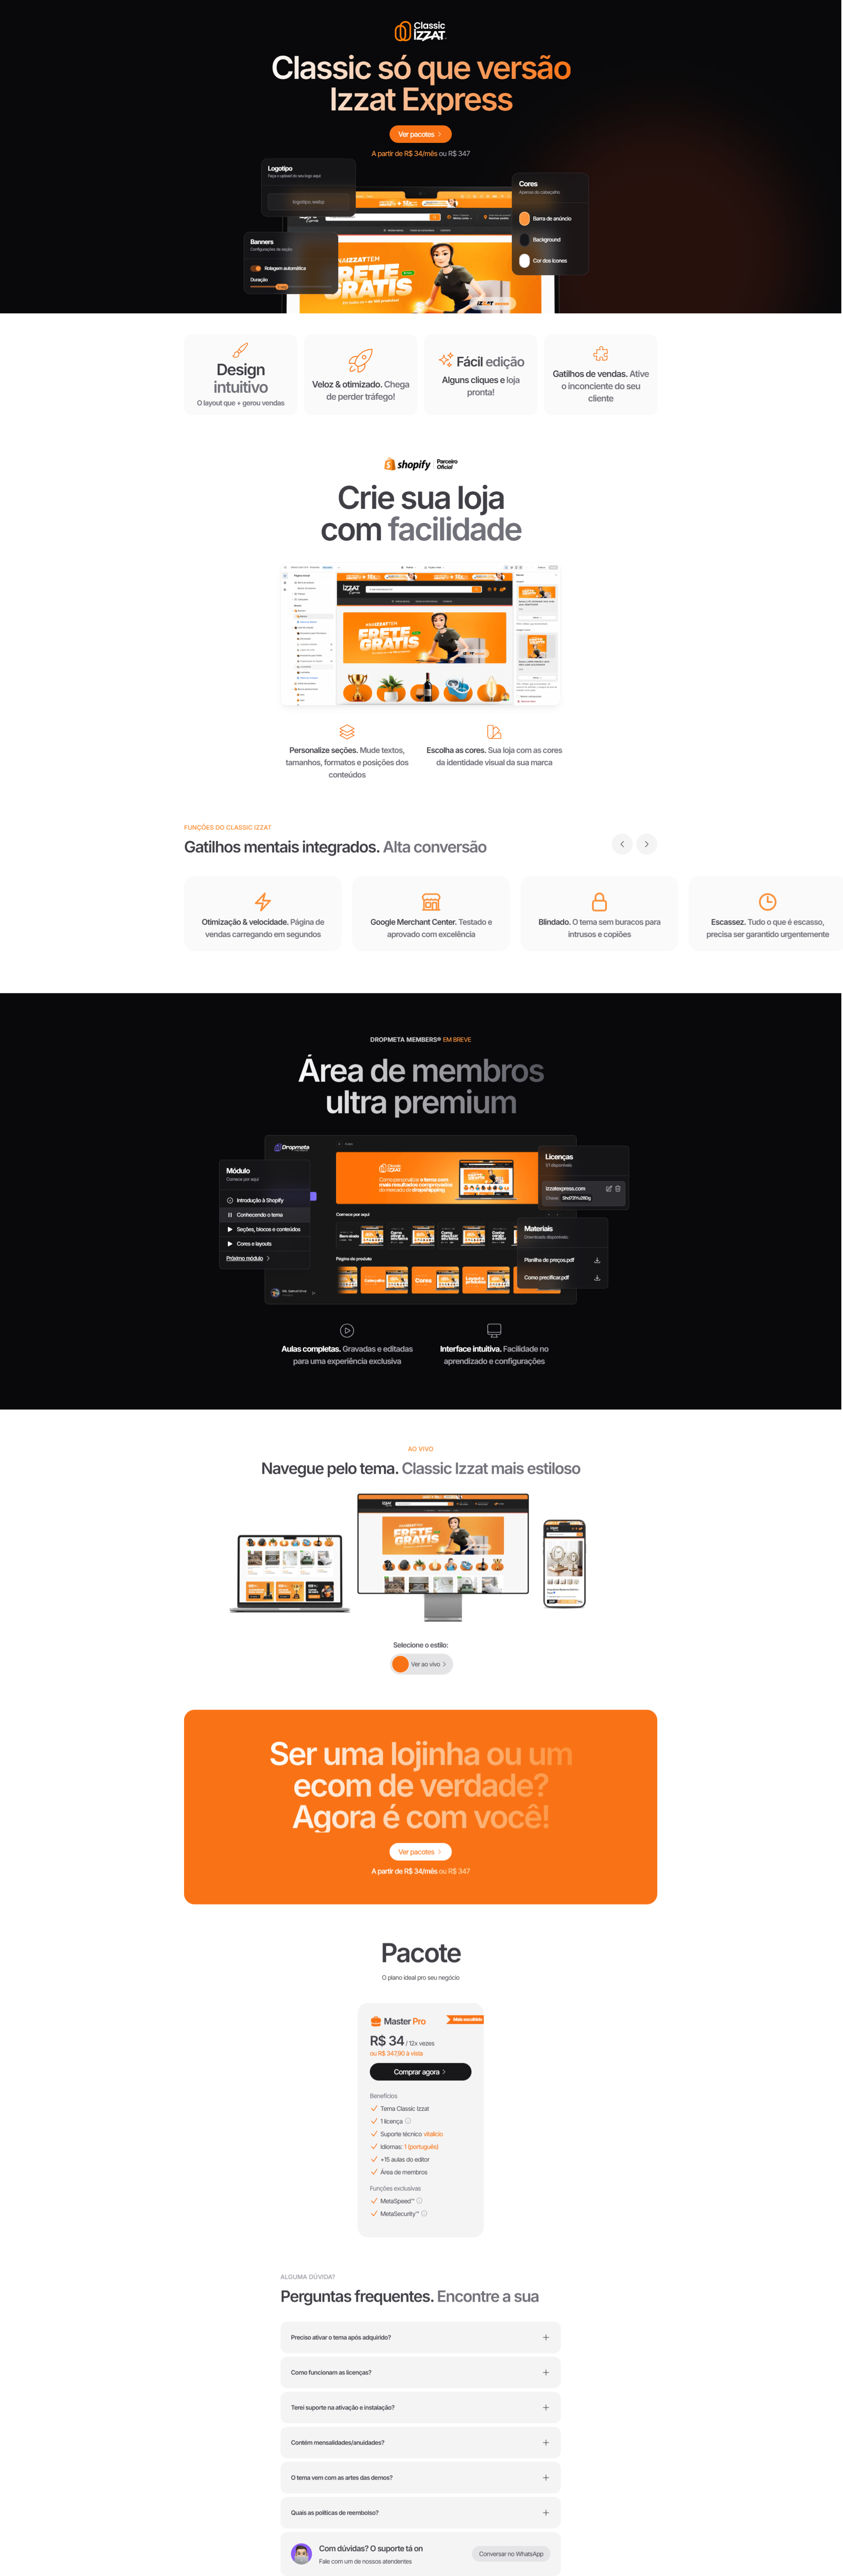 Classic
IZZAT
Classic só que versão
Izzat Express
Ver pacotes
A partir de R$ 34/mês ou R$ 347
Logotipo
Faça o upload do seu logo aqui
logotipo.webp
Banners
Configurações da seção
Rolagem automática
Duração
Cores
Apenas do cabeçalho
Barra de anúncio
Background
Cor dos ícones
FRETE
GRÁTIS
Design
intuitivo
O layout que + gerou vendas
Veloz & otimizado. Chega
de perder tráfego!
Fácil edição
Alguns cliques e loja
pronta!
Gatilhos de vendas. Ative
o inconciente do seu
cliente
shopify
Parceiro
Oficial
Crie sua loja
com facilidade
IZZAT
FRETE
GRÁTIS
Personalize seções. Mude textos,
tamanhos, formatos e posições dos
conteúdos
Escolha as cores. Sua loja com as cores
da identidade visual da sua marca
FUNÇÕES DO CLASSIC IZZAT
Gatilhos mentais integrados. Alta conversão
Otimização & velocidade. Página de
vendas carregando em segundos
Google Merchant Center. Testado e
aprovado com excelência
Blindado. O tema sem buracos para
intrusos e copiões
Escassez. Tudo o que é escasso,
precisa ser garantido urgentemente
DROPMETA MEMBERS® EM BREVE
Área de membros
ultra premium
Dropmeta
Módulo
Comece por aqui
Introdução à Shopify
Conhecendo o tema
Seções, blocos e conteúdos
Cores e layouts
Próximo módulo
Comece por aqui
Página de produto
Cores
Licenças
1/1 disponíveis
izzatexpress.com
Materiais
Downloads disponíveis
Planilha de preços.pdf
Como precificar.pdf
Aulas completas. Gravadas e editadas
para uma experiência exclusiva
Interface intuitiva. Facilidade no
aprendizado e configurações
AO VIVO
Navegue pelo tema. Classic Izzat mais estiloso
FRETE
GRATIS
Selecione o estilo:
Ver ao vivo
Ser uma lojinha ou um
ecom de verdade?
Agora é com você!
Ver pacotes
A partir de R$ 34/mês ou R$ 347
Pacote
O plano ideal pro seu negócio
Master Pro
Mais escolhido
R$ 34 / 12x vezes
ou R$ 347,90 à vista
Comprar agora
Benefícios
Tema Classic Izzat
1 licença
Suporte técnico vitalício
Idiomas: 1 (português)
+15 aulas do editor
Área de membros
Funções exclusivas
MetaSpeed™
MetaSecurity™
ALGUMA DÚVIDA?
Perguntas frequentes. Encontre a sua
Preciso ativar o tema após adquirido?
Como funcionam as licenças?
Terei suporte na ativação e instalação?
Contém mensalidades/anuidades?
O tema vem com as artes das demos?
Quais as políticas de reembolso?
Com dúvidas? O suporte tá on
Fale com um de nossos atendentes
Conversar no WhatsApp